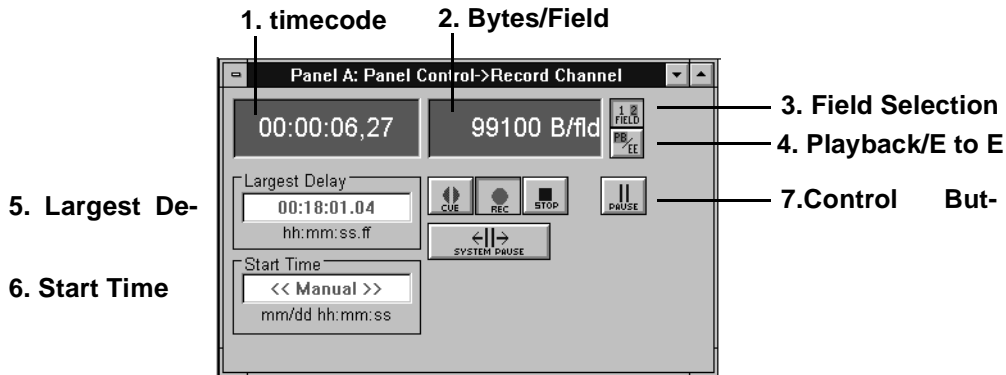 1. timecode
2. Bytes/Field
Panel A: Panel Control->Record Channel
00:00:06,27
99100 B/fld
1 2
FIELD
3. Field Selection
PB/EE
4. Playback/E to E
5. Largest De-
Largest Delay
00:18:01.04
hh:mm:ss.ff
CUE
REC
STOP
PAUSE
7.Control But-
SYSTEM PAUSE
6. Start Time
Start Time
<< Manual >>
mm/dd hh:mm:ss